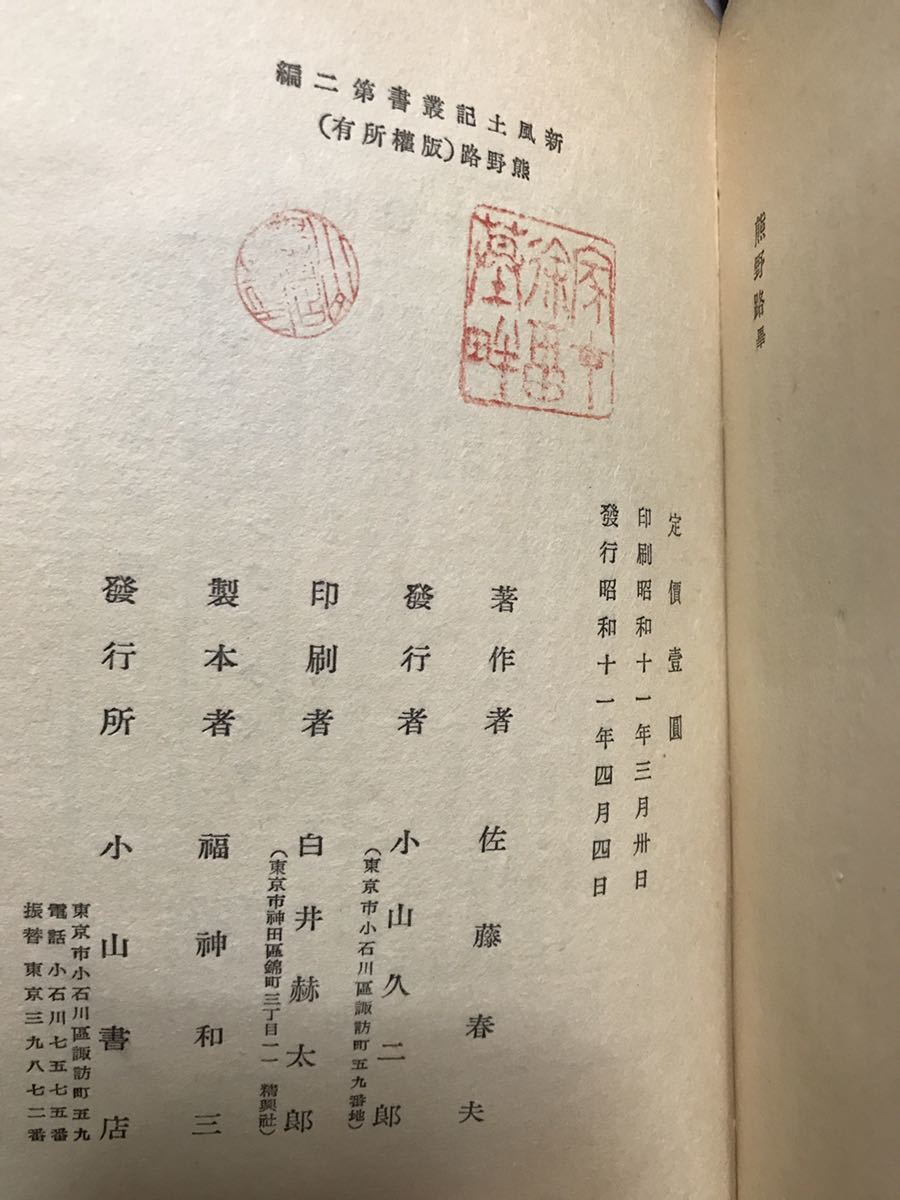 熊野路畢
新風土記叢書第二編
熊野路(版權所有)
家在
徐福
墓畔
定價壹圓
印刷昭和十一年三月卅日
發行昭和十一年四月四日
著作者 佐藤春夫
發行者 小山久二郎
(東京市小石川區諏訪町五九番地)
印刷者 白井赫太郎
(東京市神田區錦町三丁目一一 精興社)
製本者 福神和三
發行所 小山書店
東京市小石川區諏訪町五九
電話小石川七五七五番
振替東京三九八七二番